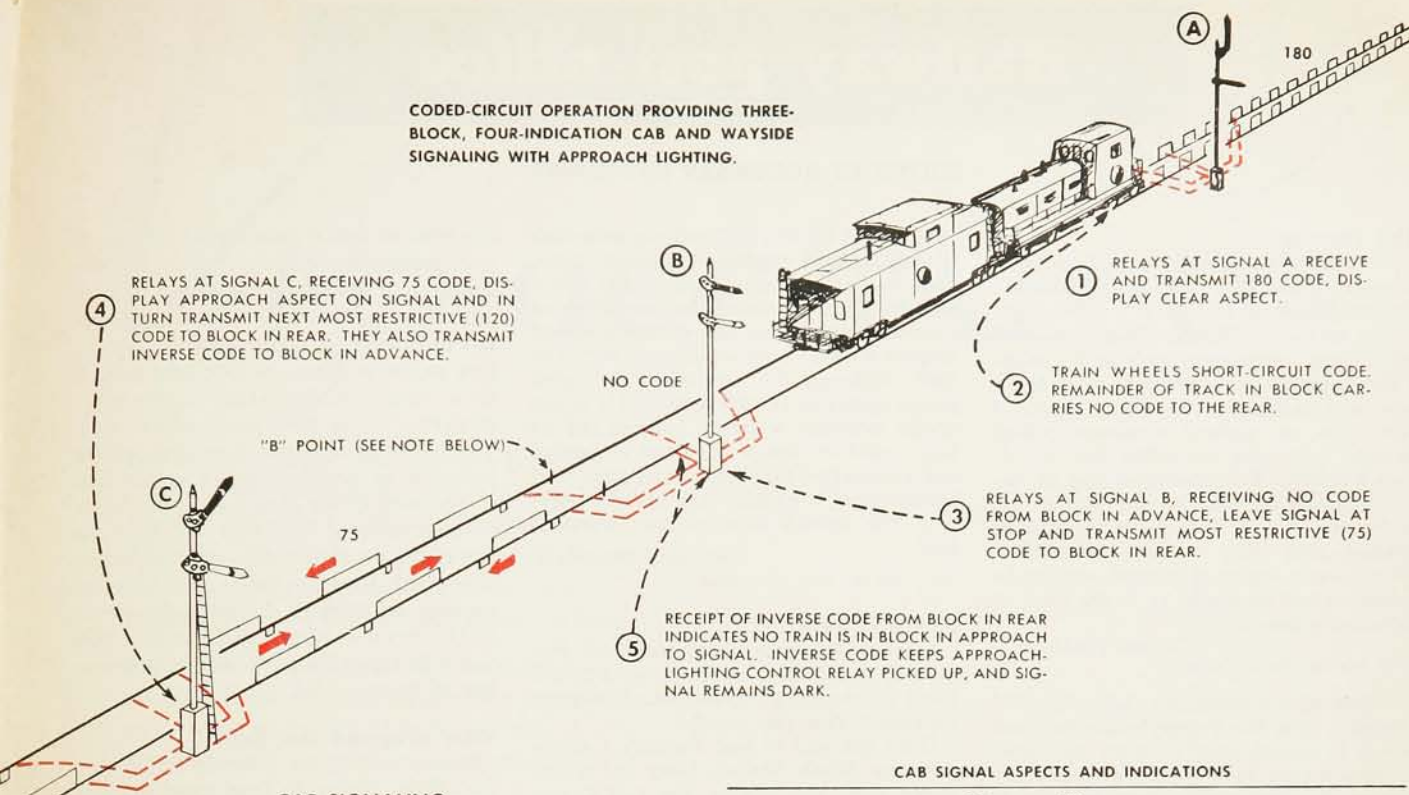 A
180
CODED-CIRCUIT OPERATION PROVIDING THREE-
BLOCK, FOUR-INDICATION CAB AND WAYSIDE
SIGNALING WITH APPROACH LIGHTING.
B
1
RELAYS AT SIGNAL A RECEIVE
AND TRANSMIT 180 CODE, DIS-
PLAY CLEAR ASPECT.
4
RELAYS AT SIGNAL C, RECEIVING 75 CODE, DIS-
PLAY APPROACH ASPECT ON SIGNAL AND IN
TURN TRANSMIT NEXT MOST RESTRICTIVE (120)
CODE TO BLOCK IN REAR. THEY ALSO TRANSMIT
INVERSE CODE TO BLOCK IN ADVANCE.
NO CODE
2
TRAIN WHEELS SHORT-CIRCUIT CODE.
REMAINDER OF TRACK IN BLOCK CAR-
RIES NO CODE TO THE REAR.
"B" POINT (SEE NOTE BELOW)
C
75
3
RELAYS AT SIGNAL B, RECEIVING NO CODE
FROM BLOCK IN ADVANCE, LEAVE SIGNAL AT
STOP AND TRANSMIT MOST RESTRICTIVE (75)
CODE TO BLOCK IN REAR.
5
RECEIPT OF INVERSE CODE FROM BLOCK IN REAR
INDICATES NO TRAIN IS IN BLOCK IN APPROACH
TO SIGNAL. INVERSE CODE KEEPS APPROACH-
LIGHTING CONTROL RELAY PICKED UP, AND SIG-
NAL REMAINS DARK.
CAB SIGNAL ASPECTS AND INDICATIONS
CAB SIGNALING